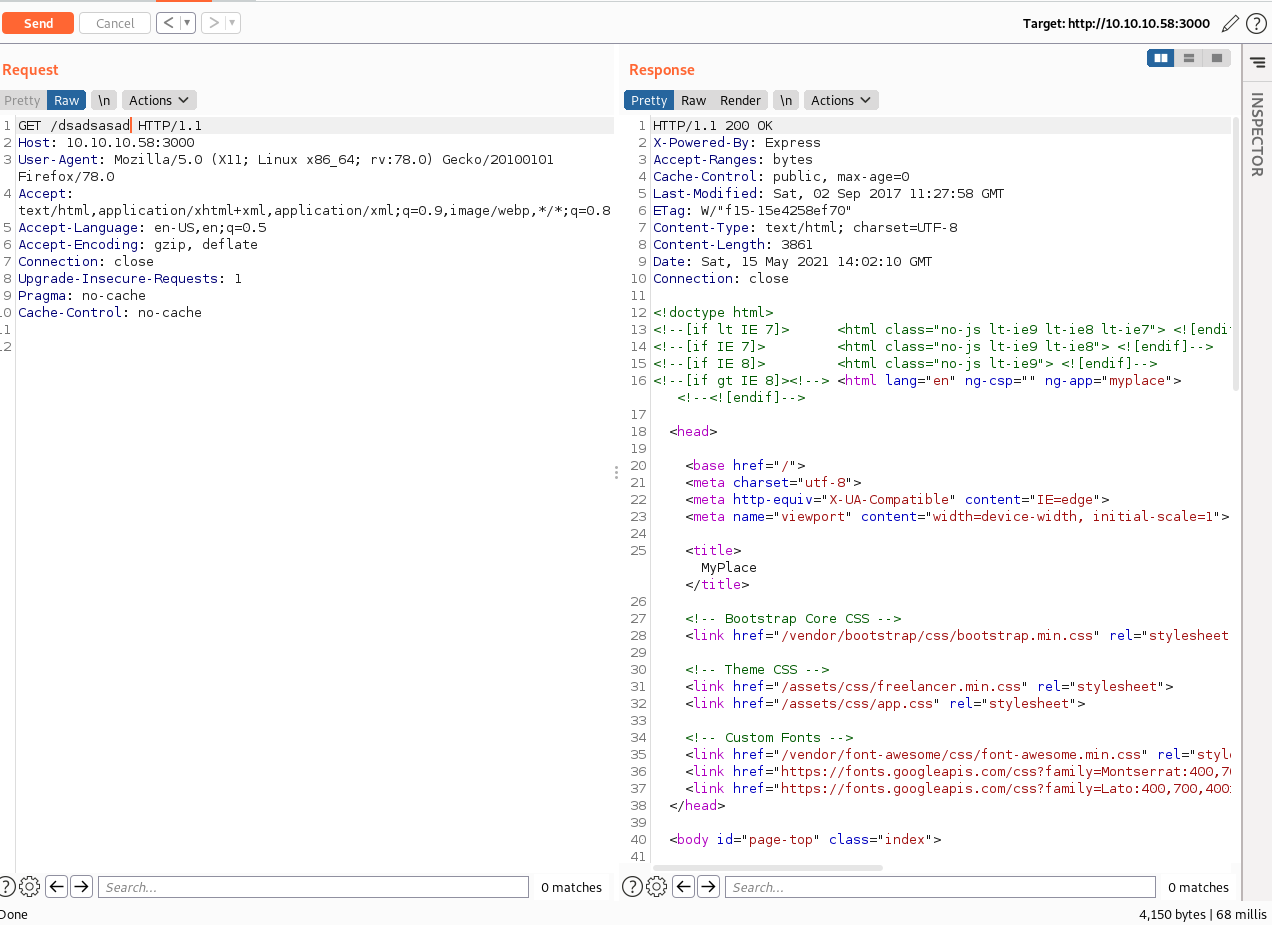 Send Cancel < > Target: http://10.10.10.58:3000 ?
Request
Pretty Raw \n Actions
1 GET /dsadsasad HTTP/1.1
2 Host: 10.10.10.58:3000
3 User-Agent: Mozilla/5.0 (X11; Linux x86_64; rv:78.0) Gecko/20100101
Firefox/78.0
4 Accept:
text/html,application/xhtml+xml,application/xml;q=0.9,image/webp,*/*;q=0.8
5 Accept-Language: en-US,en;q=0.5
6 Accept-Encoding: gzip, deflate
7 Connection: close
8 Upgrade-Insecure-Requests: 1
9 Pragma: no-cache
0 Cache-Control: no-cache
1
2
? Search... 0 matches
Done
Response
Pretty Raw Render \n Actions
1 HTTP/1.1 200 OK
2 X-Powered-By: Express
3 Accept-Ranges: bytes
4 Cache-Control: public, max-age=0
5 Last-Modified: Sat, 02 Sep 2017 11:27:58 GMT
6 ETag: W/"f15-15e4258ef70"
7 Content-Type: text/html; charset=UTF-8
8 Content-Length: 3861
9 Date: Sat, 15 May 2021 14:02:10 GMT
10 Connection: close
11
12 <!doctype html>
13 <!--[if lt IE 7]> <html class="no-js lt-ie9 lt-ie8 lt-ie7"> <![endi
14 <!--[if IE 7]> <html class="no-js lt-ie9 lt-ie8"> <![endif]-->
15 <!--[if IE 8]> <html class="no-js lt-ie9"> <![endif]-->
16 <!--[if gt IE 8]><!--> <html lang="en" ng-csp="" ng-app="myplace">
<!--<![endif]-->
17
18 <head>
19
20 <base href="/">
21 <meta charset="utf-8">
22 <meta http-equiv="X-UA-Compatible" content="IE=edge">
23 <meta name="viewport" content="width=device-width, initial-scale=1">
24
25 <title>
MyPlace
</title>
26
27 <!-- Bootstrap Core CSS -->
28 <link href="/vendor/bootstrap/css/bootstrap.min.css" rel="stylesheet
29
30 <!-- Theme CSS -->
31 <link href="/assets/css/freelancer.min.css" rel="stylesheet">
32 <link href="/assets/css/app.css" rel="stylesheet">
33
34 <!-- Custom Fonts -->
35 <link href="/vendor/font-awesome/css/font-awesome.min.css" rel="styl
36 <link href="https://fonts.googleapis.com/css?family=Montserrat:400,7
37 <link href="https://fonts.googleapis.com/css?family=Lato:400,700,400
38 </head>
39
40 <body id="page-top" class="index">
41
? Search... 0 matches
4,150 bytes | 68 millis
INSPECTOR